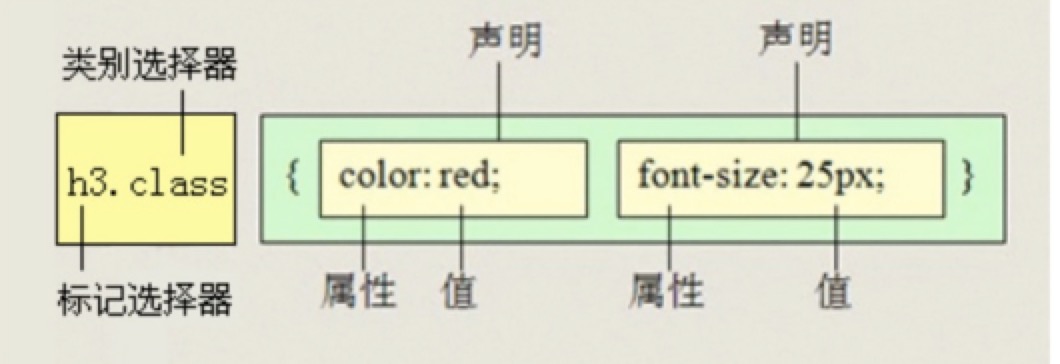 声明 声明
类别选择器
h3.class { color: red; font-size: 25px; }
属性 值 属性 值
标记选择器